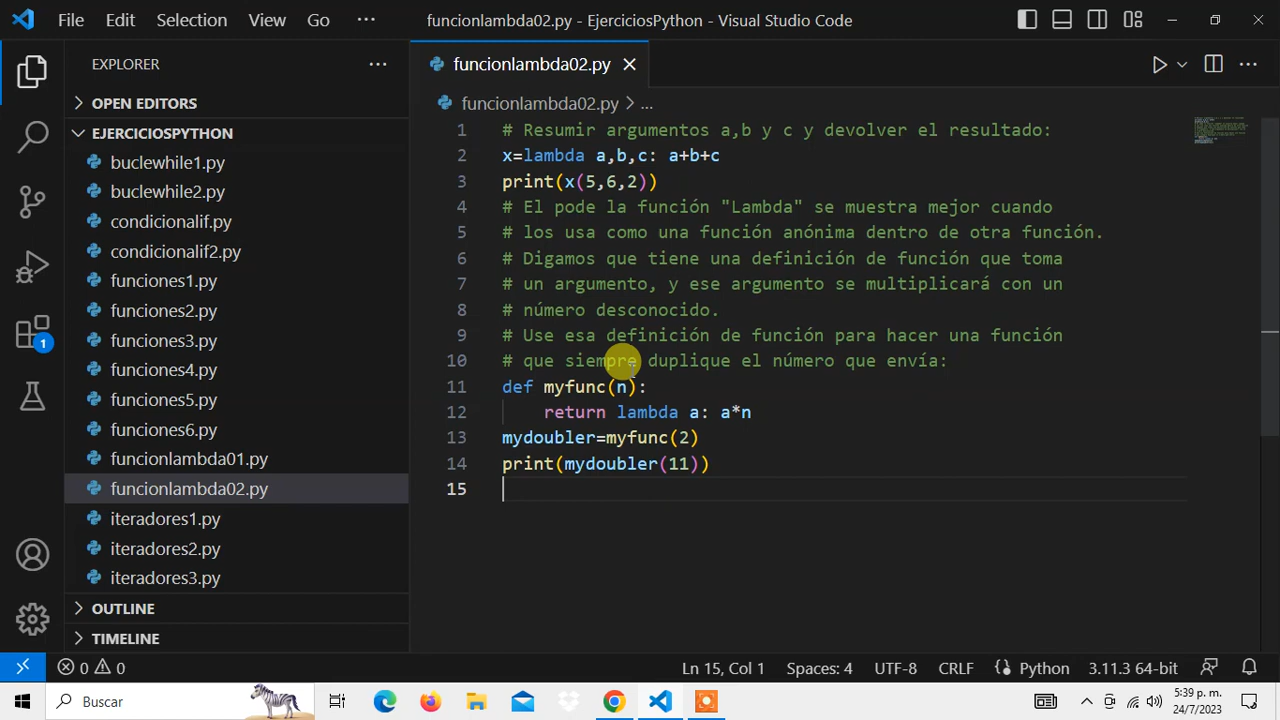 File Edit Selection View Go ··· funcionlambda02.py - EjerciciosPython - Visual Studio Code
EXPLORER ···
OPEN EDITORS
EJERCICIOSPYTHON
buclewhile1.py
buclewhile2.py
condicionalif.py
condicionalif2.py
funciones1.py
funciones2.py
funciones3.py
funciones4.py
funciones5.py
funciones6.py
funcionlambda01.py
funcionlambda02.py
iteradores1.py
iteradores2.py
iteradores3.py
OUTLINE
TIMELINE
1
funcionlambda02.py
funcionlambda02.py > ...
1 # Resumir argumentos a,b y c y devolver el resultado:
2 x=lambda a,b,c: a+b+c
3 print(x(5,6,2))
4 # El pode la función "Lambda" se muestra mejor cuando
5 # los usa como una función anónima dentro de otra función.
6 # Digamos que tiene una definición de función que toma
7 # un argumento, y ese argumento se multiplicará con un
8 # número desconocido.
9 # Use esa definición de función para hacer una función
10 # que siempre duplique el número que envía:
11 def myfunc(n):
12     return lambda a: a*n
13 mydoubler=myfunc(2)
14 print(mydoubler(11))
15
0 0 Ln 15, Col 1 Spaces: 4 UTF-8 CRLF Python 3.11.3 64-bit
Buscar 5:39 p. m.
24/7/2023